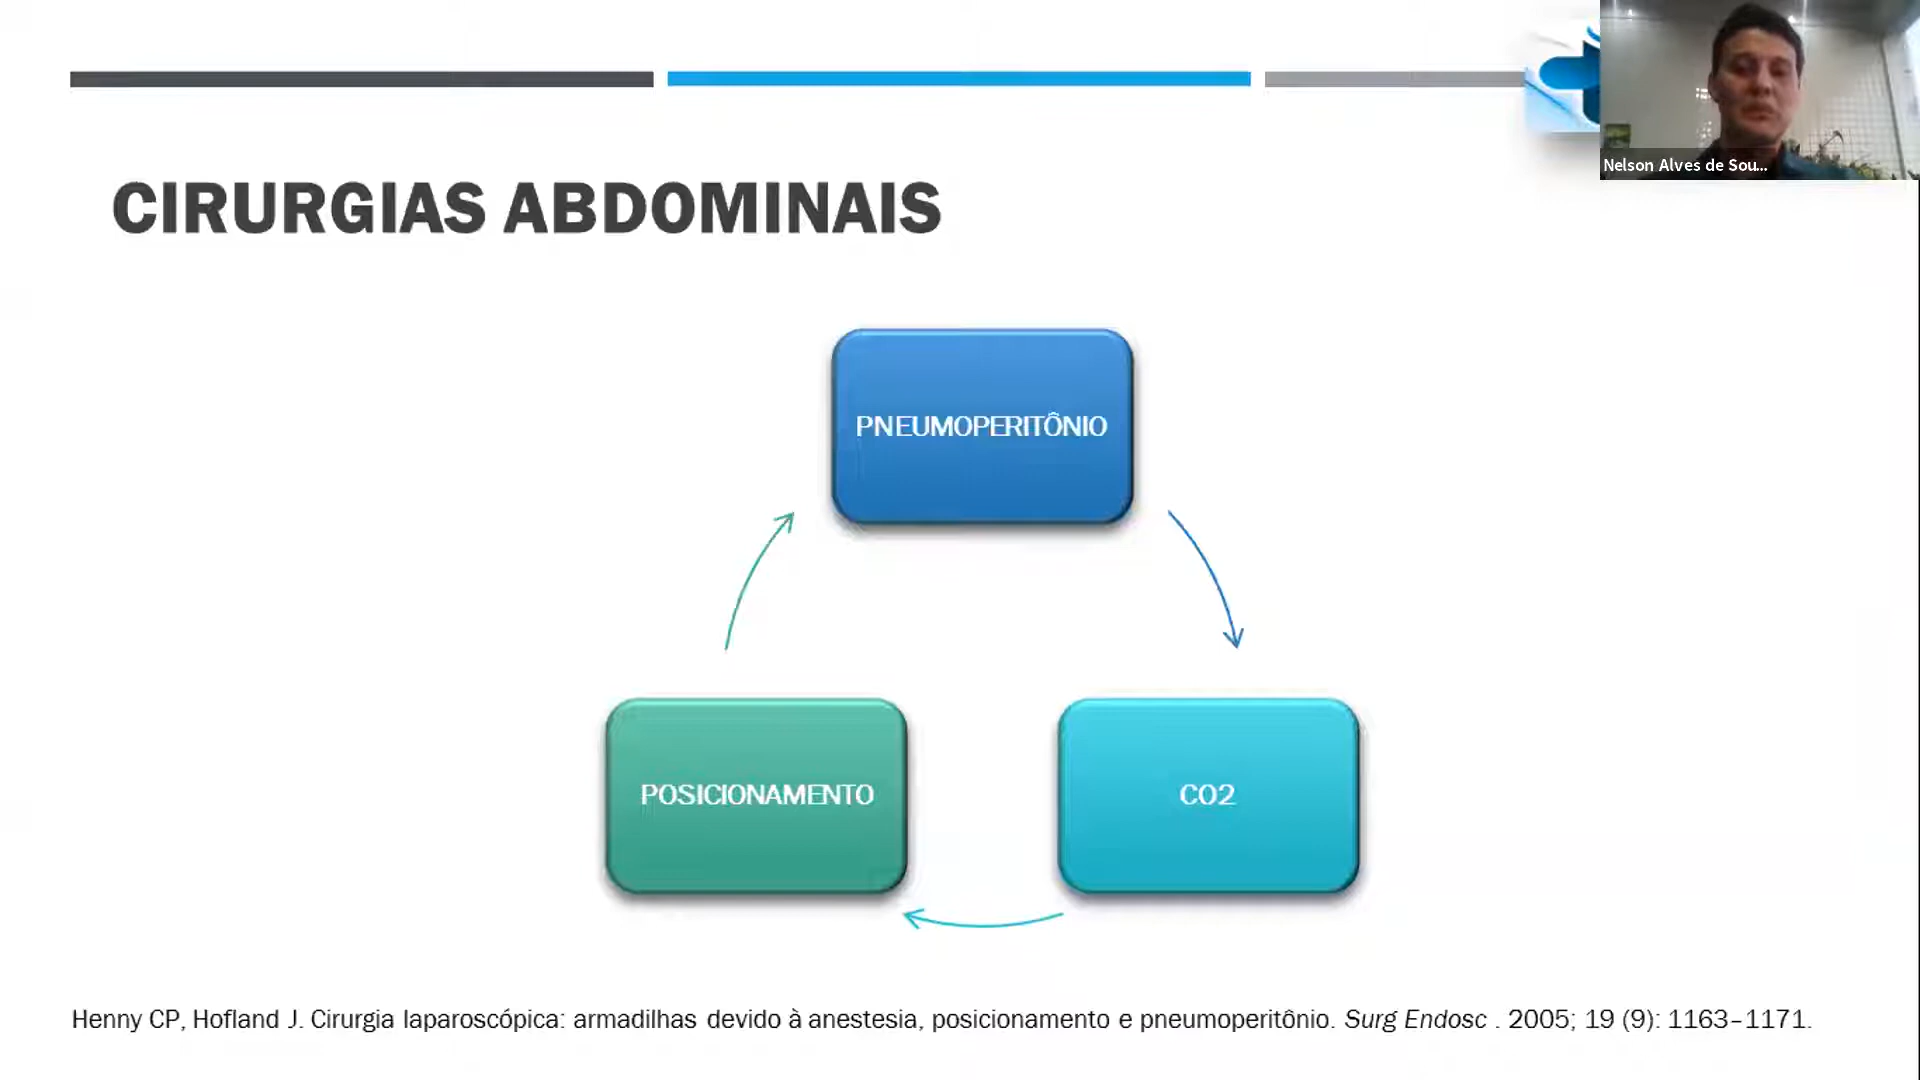 Nelson Alves de Sou...
CIRURGIAS ABDOMINAIS
PNEUMOPERITÔNIO
POSICIONAMENTO
CO2
Henny CP, Hofland J. Cirurgia laparoscópica: armadilhas devido à anestesia, posicionamento e pneumoperitônio. Surg Endosc . 2005; 19 (9): 1163–1171.